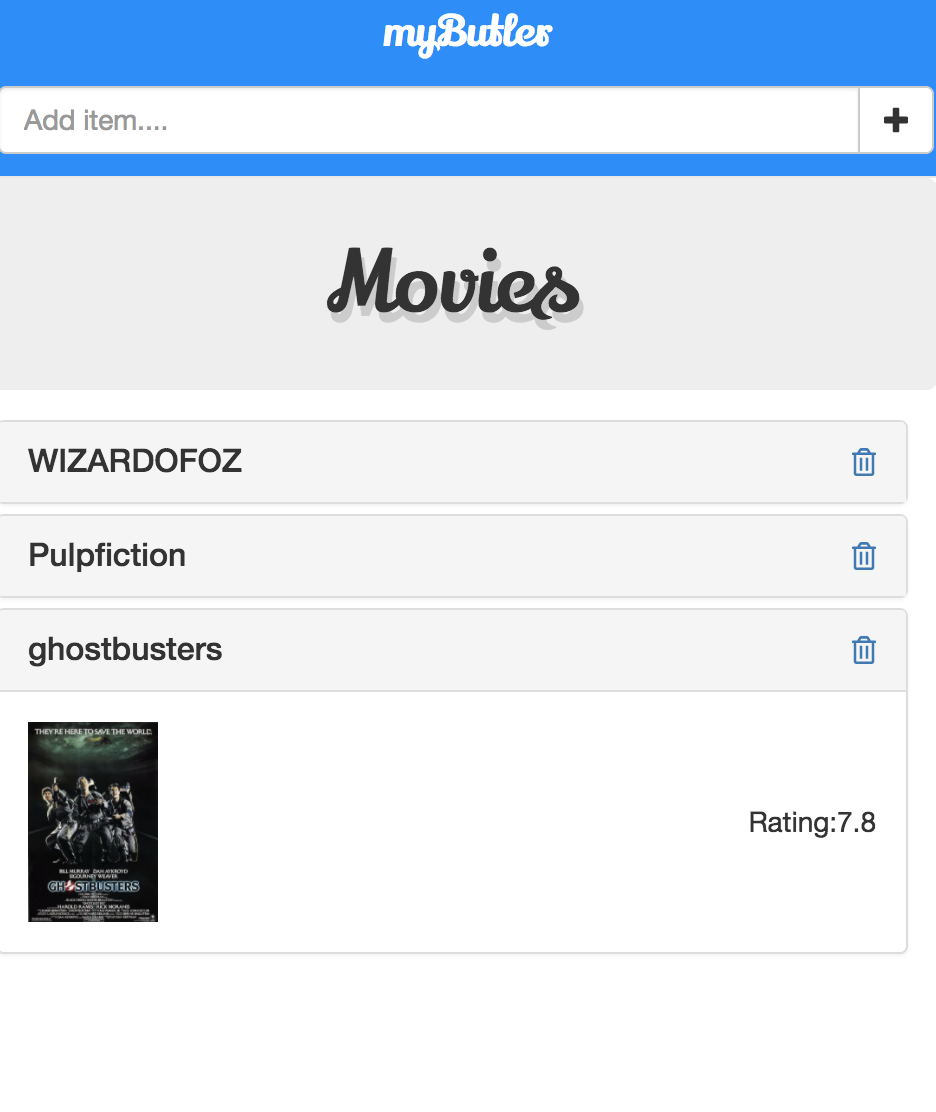 myButler
Add item....
Movies
WIZARDOFOZ
Pulpfiction
ghostbusters
THEY'RE HERE TO SAVE THE WORLD.
BILL MURRAY DAN AYKROYD
SIGOURNEY WEAVER
GHOSTBUSTERS
HAROLD RAMIS RICK MORANIS
Rating:7.8